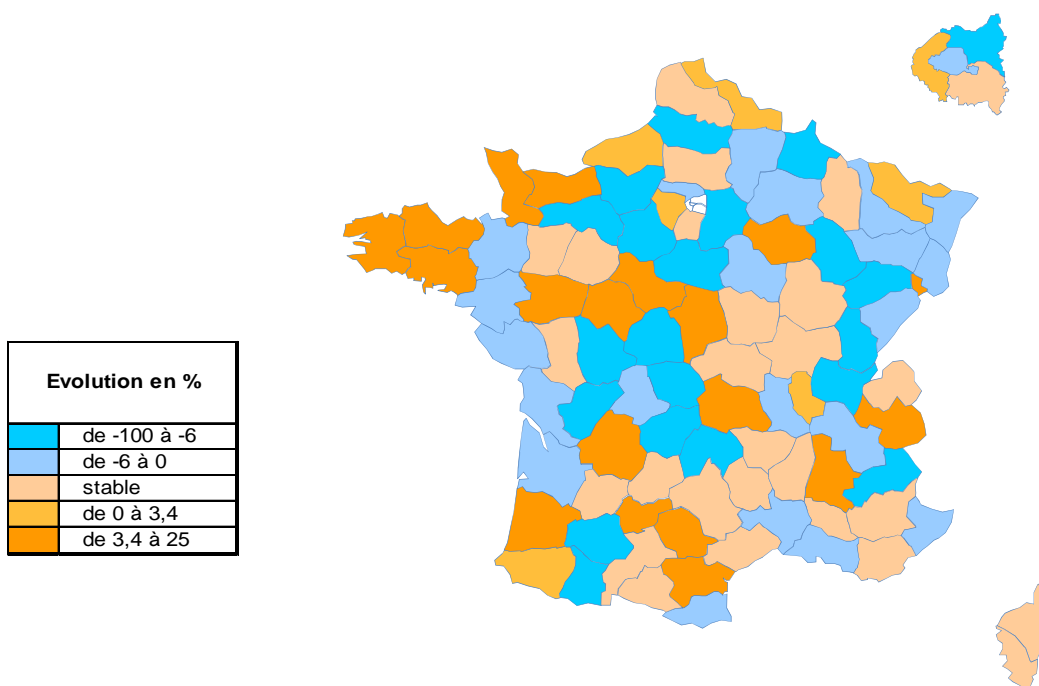 Evolution en %
de -100 à -6
de -6 à 0
stable
de 0 à 3,4
de 3,4 à 25